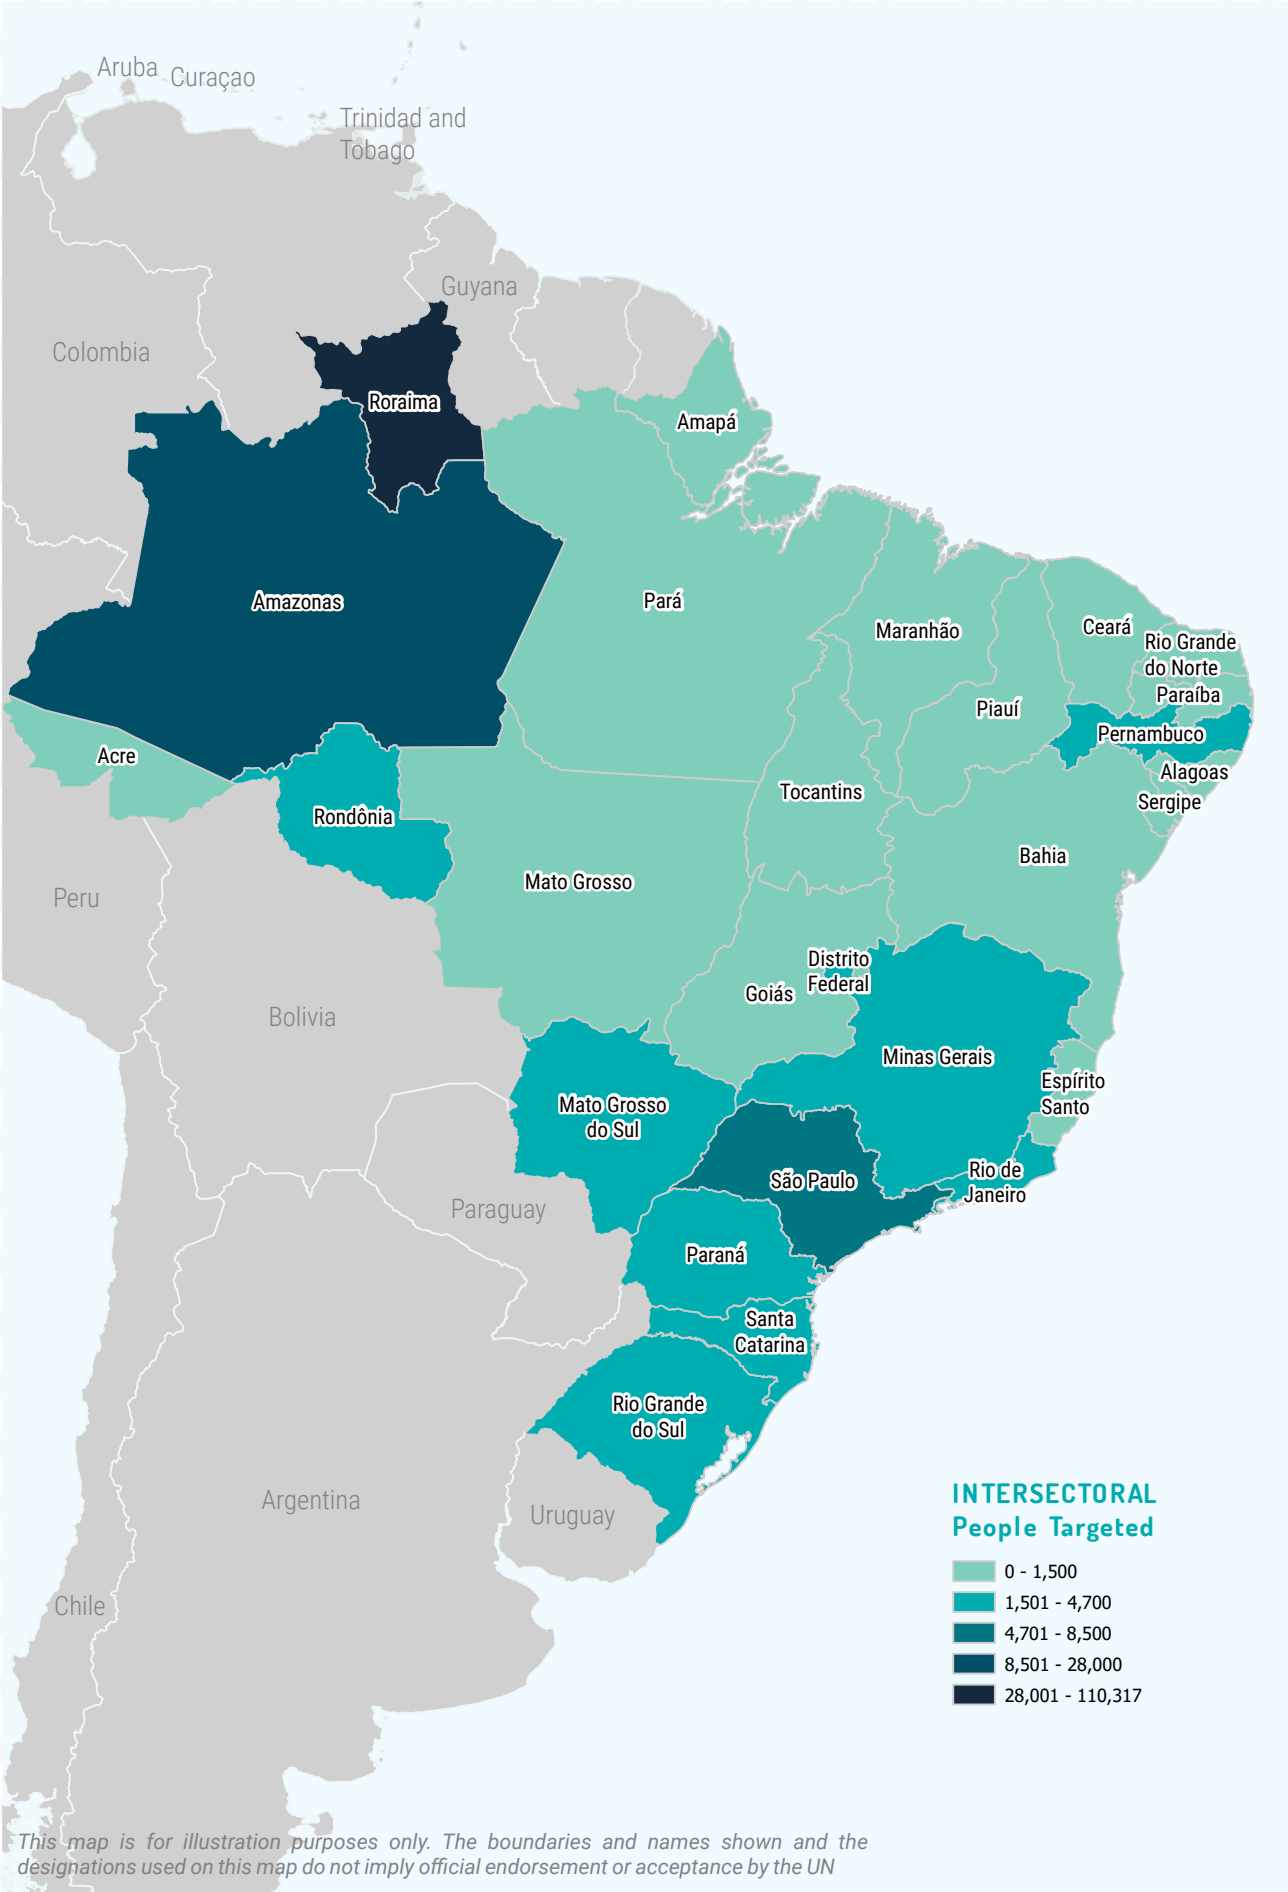 Aruba
Curaçao
Trinidad and
Tobago
Guyana
Colombia
Roraima
Amapá
Amazonas
Pará
Maranhão
Ceará
Rio Grande
do Norte
Paraíba
Piauí
Pernambuco
Acre
Alagoas
Tocantins
Sergipe
Rondônia
Bahia
Mato Grosso
Peru
Distrito
Federal
Goiás
Bolivia
Minas Gerais
Espírito
Santo
Mato Grosso
do Sul
Rio de
Janeiro
São Paulo
Paraguay
Paraná
Santa
Catarina
Rio Grande
do Sul
Argentina
Uruguay
Chile
INTERSECTORAL
People Targeted
0 - 1,500
1,501 - 4,700
4,701 - 8,500
8,501 - 28,000
28,001 - 110,317
This map is for illustration purposes only. The boundaries and names shown and the
designations used on this map do not imply official endorsement or acceptance by the UN